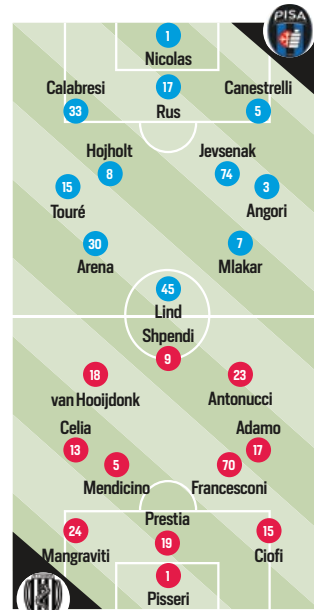 PISA
1
Nicolas
Calabresi
17
Canestrelli
33
Rus
5
Hojholt
Jevsenak
8
74
15
3
Touré
Angori
30
7
Arena
Mlakar
45
Lind
Shpendi
9
18
23
van Hooijdonk
Antonucci
Celia
Adamo
13
17
5
70
Mendicino
Francesconi
Prestia
24
19
15
Mangraviti
Ciofi
1
Pisseri